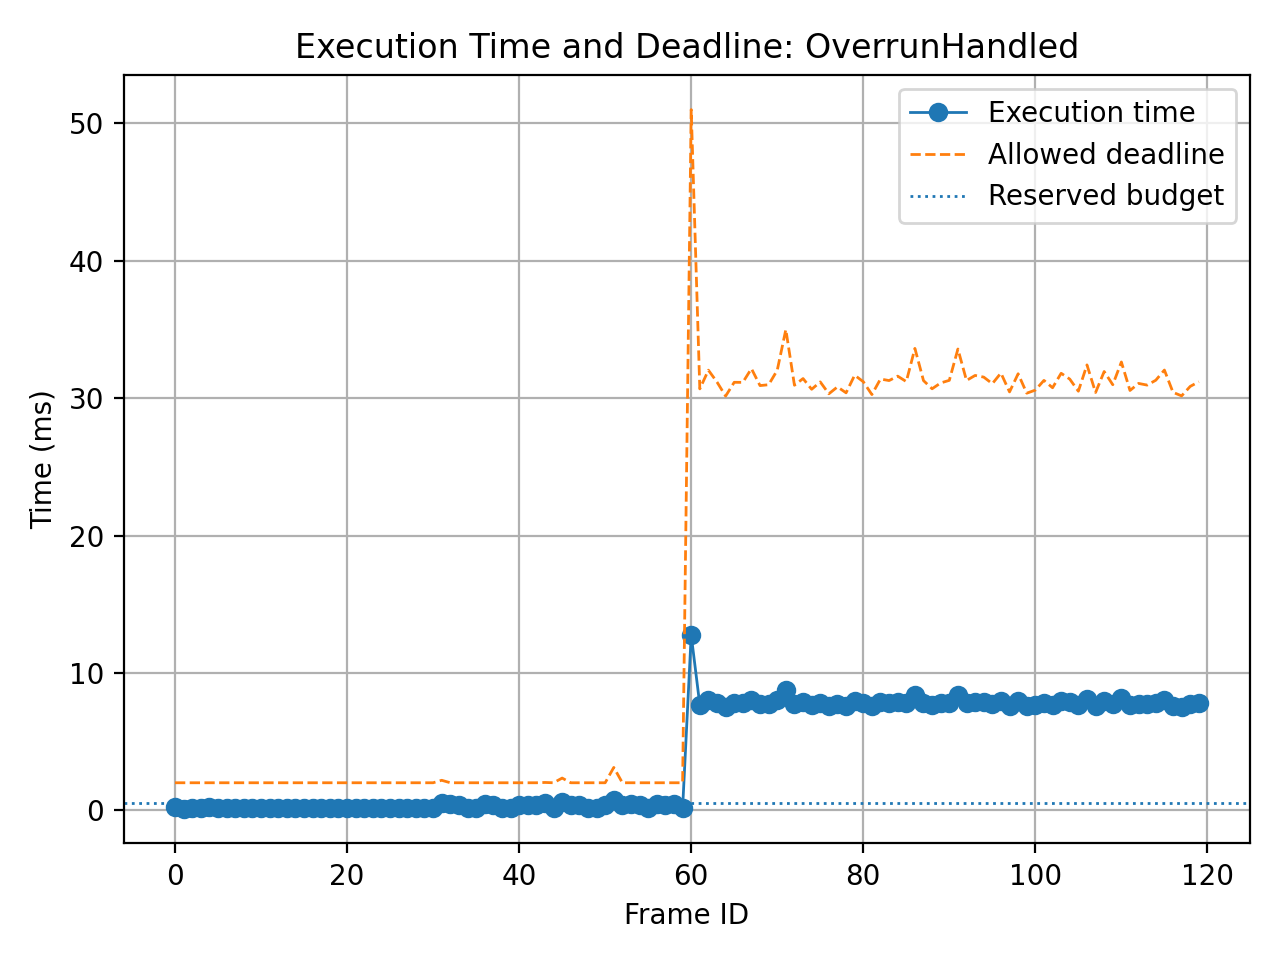 Execution Time and Deadline: OverrunHandled
Execution time
Allowed deadline
Reserved budget
50
40
30
20
10
0
Time (ms)
0 20 40 60 80 100 120
Frame ID